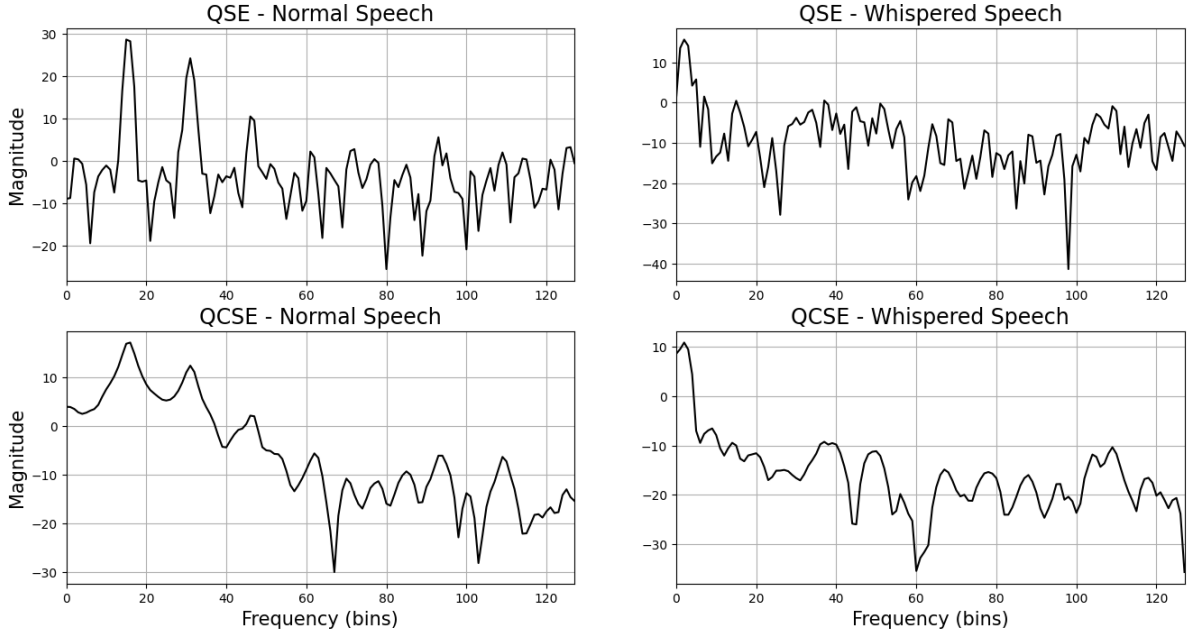 QSE - Normal Speech
Magnitude
30
20
10
0
−10
−20
0 20 40 60 80 100 120
QSE - Whispered Speech
10
0
−10
−20
−30
−40
0 20 40 60 80 100 120
QCSE - Normal Speech
Magnitude
10
0
−10
−20
−30
0 20 40 60 80 100 120
Frequency (bins)
QCSE - Whispered Speech
10
0
−10
−20
−30
0 20 40 60 80 100 120
Frequency (bins)